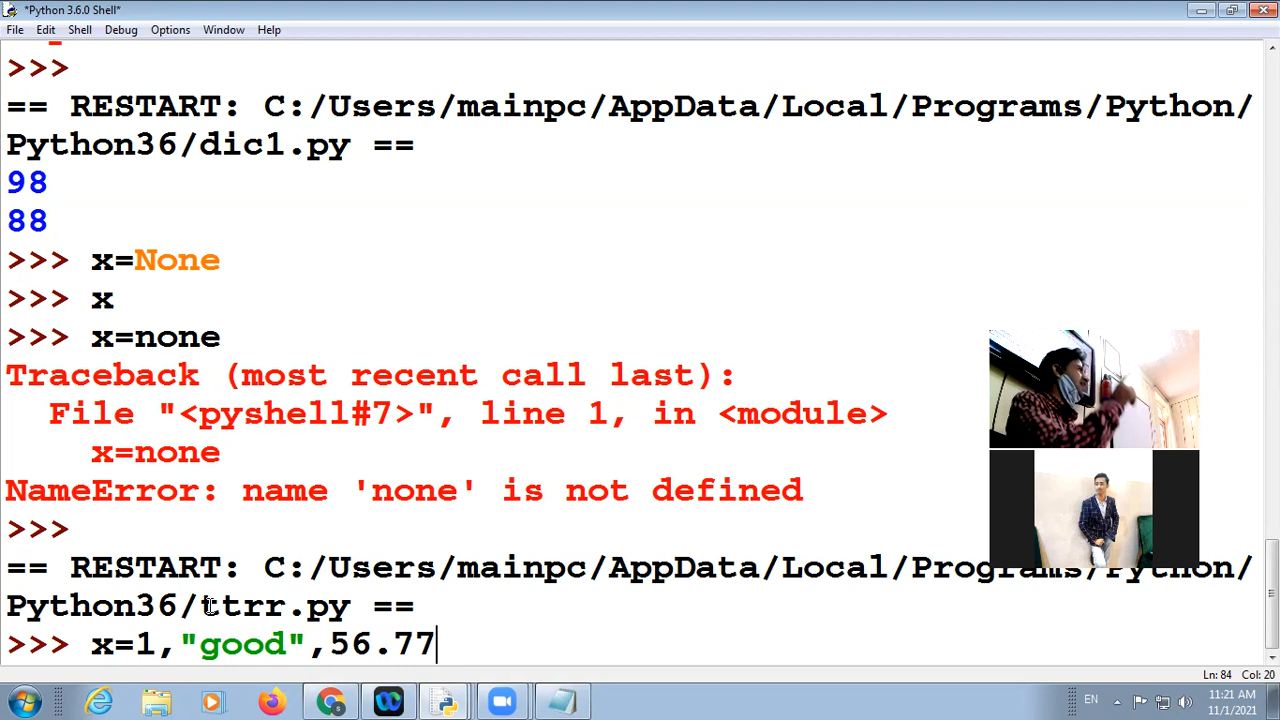 *Python 3.6.0 Shell*
File Edit Shell Debug Options Window Help
>>>
== RESTART: C:/Users/mainpc/AppData/Local/Programs/Python/
Python36/dic1.py ==
98
88
>>> x=None
>>> x
>>> x=none
Traceback (most recent call last):
File "<pyshell#7>", line 1, in <module>
x=none
NameError: name 'none' is not defined
>>>
== RESTART: C:/Users/mainpc/AppData/Local/Programs/Python/
Python36/ttrr.py ==
>>> x=1,"good",56.77
Ln: 84 Col: 20
EN
11:21 AM
11/1/2021